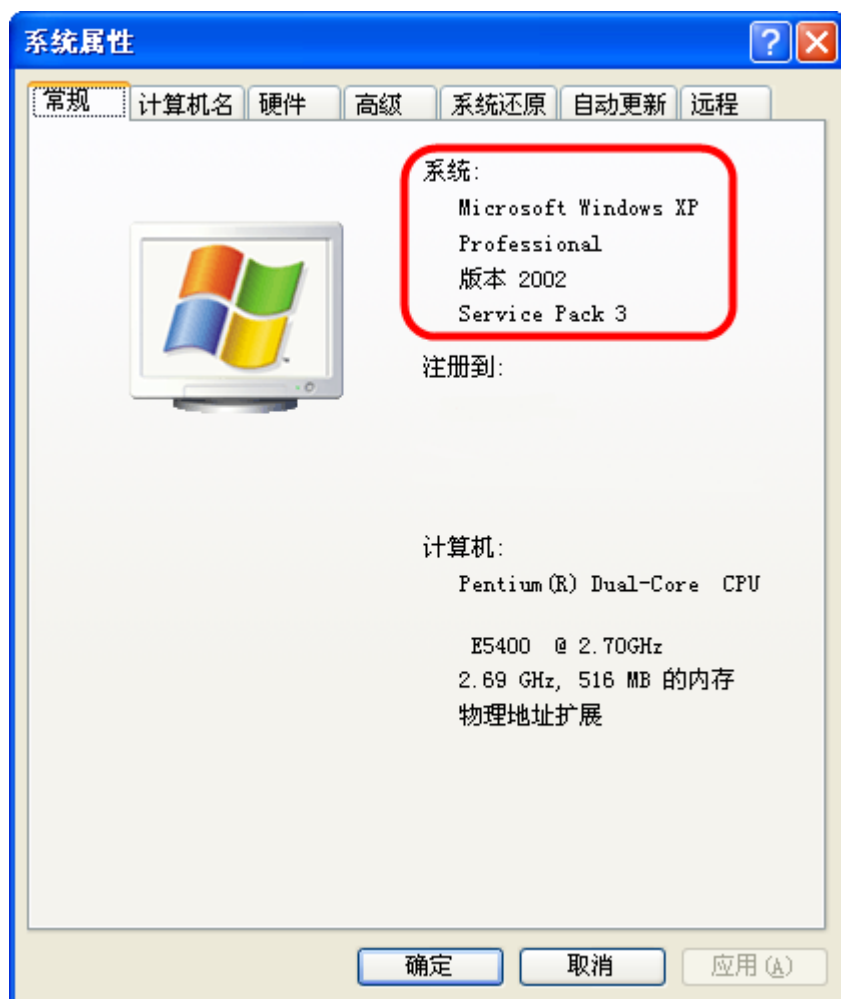 系统属性
常规 计算机名 硬件 高级 系统还原 自动更新 远程
系统:
Microsoft Windows XP
Professional
版本 2002
Service Pack 3
注册到:
计算机:
Pentium(R) Dual-Core CPU
E5400 @ 2.70GHz
2.69 GHz, 516 MB 的内存
物理地址扩展
确定 取消 应用(A)